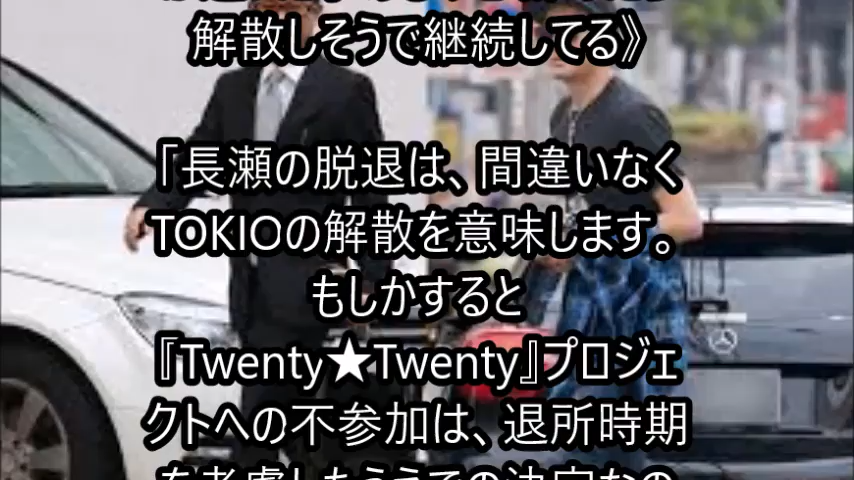 解散しそうで継続してる》
「長瀬の脱退は、間違いなく
TOKIOの解散を意味します。
もしかすると
『Twenty★Twenty』プロジェ
クトへの不参加は、退所時期